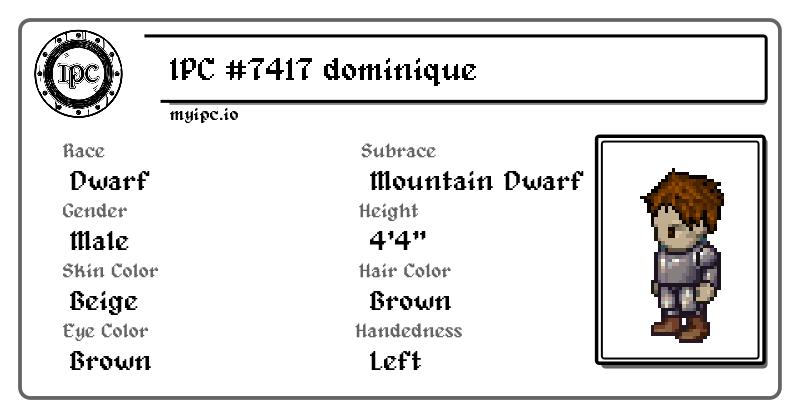 IPC
IPC #7417 dominique
myipc.io
Race
Dwarf
Subrace
Mountain Dwarf
Gender
Male
Height
4'4"
Skin Color
Beige
Hair Color
Brown
Eye Color
Brown
Handedness
Left